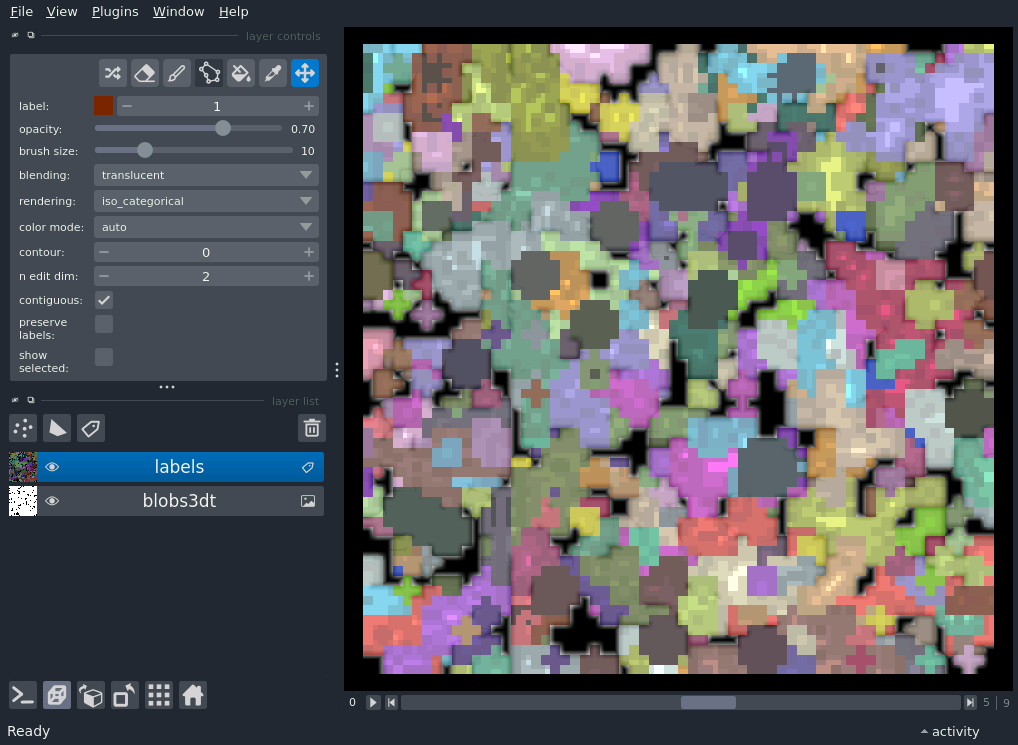 File View Plugins Window Help
layer controls
label: 1
opacity: 0.70
brush size: 10
blending: translucent
rendering: iso_categorical
color mode: auto
contour: 0
n edit dim: 2
contiguous:
preserve
labels:
show
selected:
layer list
labels
blobs3dt
0 5 9
Ready activity